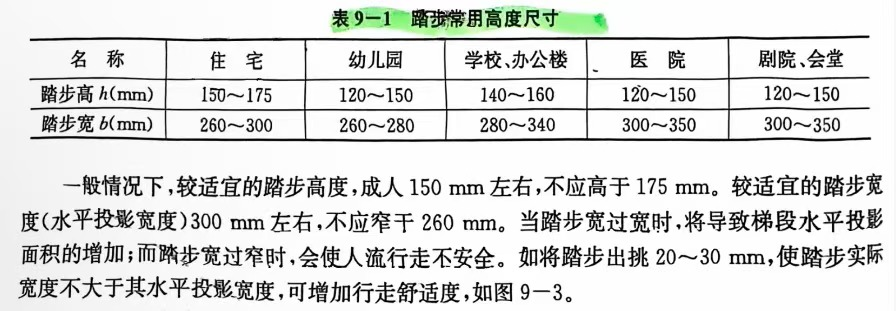 表9-1 踏步常用高度尺寸
名 称 住 宅 幼儿园 学校、办公楼 医 院 剧院、会堂
踏步高 h(mm) 150～175 120～150 140～160 120～150 120～150
踏步宽 b(mm) 260～300 260～280 280～340 300～350 300～350
一般情况下,较适宜的踏步高度,成人 150 mm 左右,不应高于 175 mm。较适宜的踏步宽
度(水平投影宽度)300 mm 左右,不应窄于 260 mm。当踏步宽过宽时,将导致梯段水平投影
面积的增加;而踏步宽过窄时,会使人流行走不安全。如将踏步出挑 20～30 mm,使踏步实际
宽度不大于其水平投影宽度,可增加行走舒适度,如图 9-3。